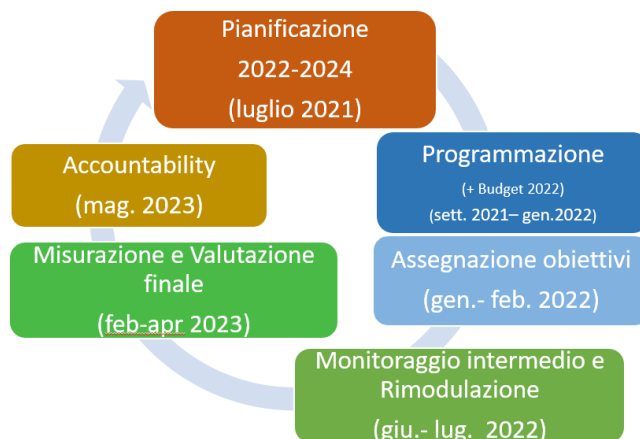 Pianificazione
2022-2024
(luglio 2021)
Programmazione
(+ Budget 2022)
(sett. 2021– gen.2022)
Assegnazione obiettivi
(gen.- feb. 2022)
Monitoraggio intermedio e
Rimodulazione
(giu.- lug. 2022)
Misurazione e Valutazione
finale
(feb-apr 2023)
Accountability
(mag. 2023)